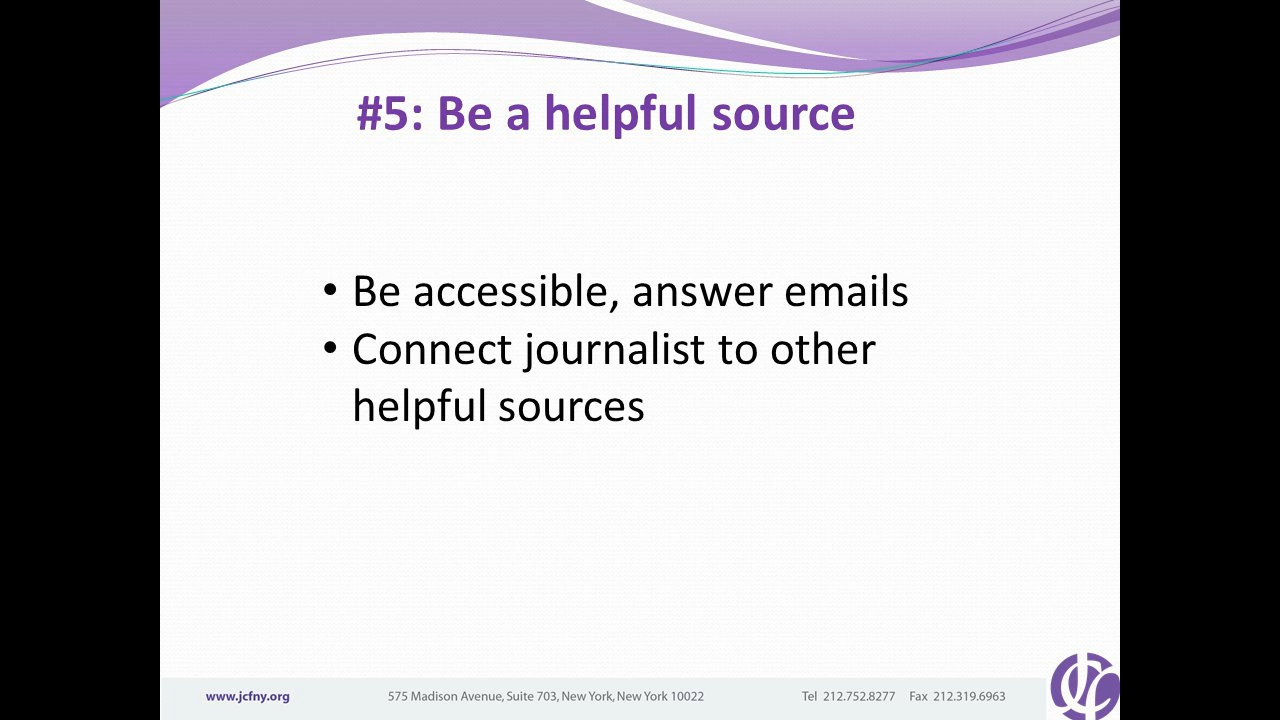 #5: Be a helpful source
• Be accessible, answer emails
• Connect journalist to other
helpful sources
www.jcfny.org 575 Madison Avenue, Suite 703, New York, New York 10022 Tel 212.752.8277 Fax 212.319.6963